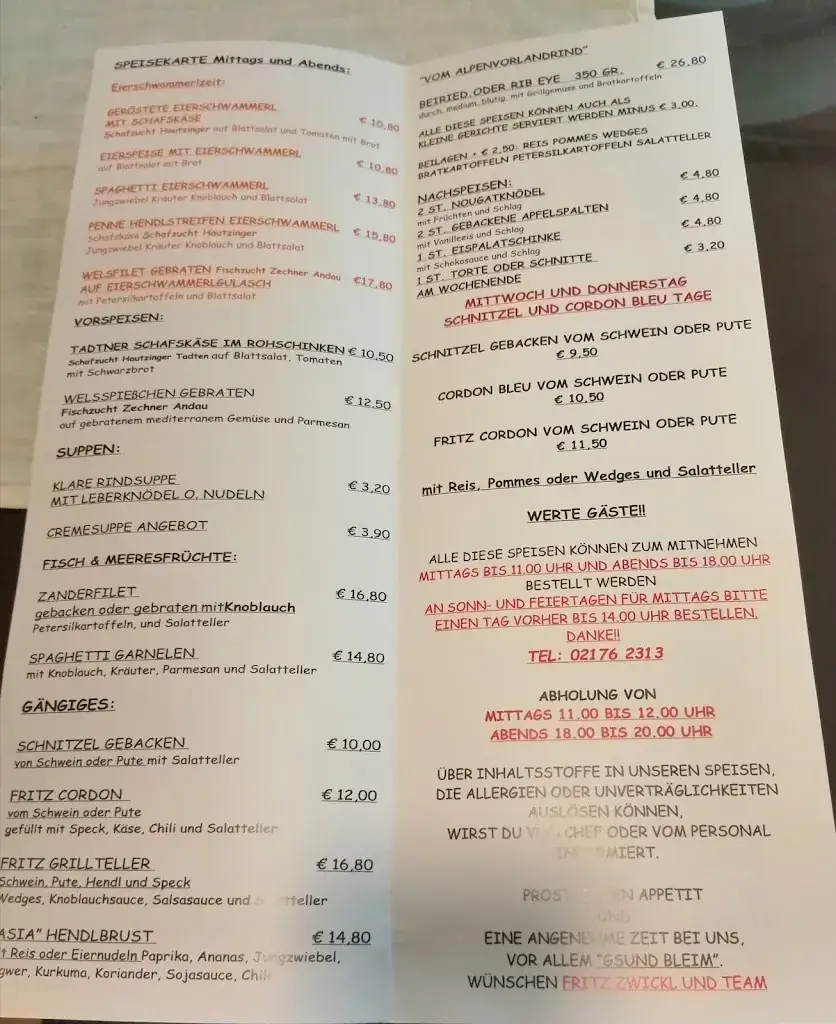 SPEISEKARTE Mittags und Abends:
Eierschwammerlzeit:
GERÖSTETE EIERSCHWAMMERL
MIT SCHAFSKÄSE € 10,80
Schafzucht Hautzinger auf Blattsalat und Tomaten mit Brot
EIERSPEISE MIT EIERSCHWAMMERL € 10,80
auf Blattsalat mit Brot
SPAGHETTI EIERSCHWAMMERL € 13,80
Jungzwiebel Kräuter Knoblauch und Blattsalat
PENNE HENDLSTREIFEN EIERSCHWAMMERL € 15,80
Schafskäse Schafzucht Hautzinger
Jungzwiebel Kräuter Knoblauch und Blattsalat
WELSFILET GEBRATEN Fischzucht Zechner Andau €17,80
AUF EIERSCHWAMMERLGULASCH
mit Petersilkartoffeln und Blattsalat
VORSPEISEN:
TADTNER SCHAFSKÄSE IM ROHSCHINKEN € 10,50
Schafzucht Hautzinger Tadten auf Blattsalat, Tomaten
mit Schwarzbrot
WELSSPIEßCHEN GEBRATEN € 12,50
Fischzucht Zechner Andau
auf gebratenem mediterranem Gemüse und Parmesan
SUPPEN:
KLARE RINDSUPPE € 3,20
MIT LEBERKNÖDEL O. NUDELN
CREMESUPPE ANGEBOT € 3,90
FISCH & MEERESFRÜCHTE:
ZANDERFILET € 16,80
gebacken oder gebraten mitKnoblauch
Petersilkartoffeln, und Salatteller
SPAGHETTI GARNELEN € 14,80
mit Knoblauch, Kräuter, Parmesan und Salatteller
GÄNGIGES:
SCHNITZEL GEBACKEN € 10,00
von Schwein oder Pute mit Salatteller
FRITZ CORDON € 12,00
vom Schwein oder Pute
gefüllt mit Speck, Käse, Chili und Salatteller
FRITZ GRILLTELLER € 16,80
Schwein, Pute, Hendl und Speck
Wedges, Knoblauchsauce, Salsasauce und
ASIA" HENDLBRUST € 14,80
t Reis oder Eiernudeln Paprika, Ananas, Jungzwiebel,
gwer, Kurkuma, Koriander, Sojasauce, Chili
"VOM ALPENVORLANDRIND"
BEIRIED ODER RIB EYE 350 GR. € 26,80
durch, medium, blutig, mit Grillgemüse und Bratkartoffeln
ALLE DIESE SPEISEN KÖNNEN AUCH ALS
KLEINE GERICHTE SERVIERT WERDEN MINUS € 3,00.
BEILAGEN + € 2,50: REIS POMMES WEDGES
BRATKARTOFFELN PETERSILKARTOFFELN SALATTELLER
NACHSPEISEN:
2 ST. NOUGATKNÖDEL € 4,80
mit Früchten und Schlag
2 ST. GEBACKENE APFELSPALTEN € 4,80
mit Vanilleeis und Schlag
1 ST. EISPALATSCHINKE € 4,80
mit Schokosauce und Schlag
1 ST. TORTE ODER SCHNITTE € 3,20
AM WOCHENENDE
MITTWOCH UND DONNERSTAG
SCHNITZEL UND CORDON BLEU TAGE
SCHNITZEL GEBACKEN VOM SCHWEIN ODER PUTE
€ 9,50
CORDON BLEU VOM SCHWEIN ODER PUTE
€ 10,50
FRITZ CORDON VOM SCHWEIN ODER PUTE
€ 11,50
mit Reis, Pommes oder Wedges und Salatteller
WERTE GÄSTE!!
ALLE DIESE SPEISEN KÖNNEN ZUM MITNEHMEN
MITTAGS BIS 11.00 UHR UND ABENDS BIS 18.00 UHR
BESTELLT WERDEN
AN SONN- UND FEIERTAGEN FÜR MITTAGS BITTE
EINEN TAG VORHER BIS 14.00 UHR BESTELLEN,
DANKE!!
TEL: 02176 2313
ABHOLUNG VON
MITTAGS 11.00 BIS 12.00 UHR
ABENDS 18.00 BIS 20.00 UHR
ÜBER INHALTSSTOFFE IN UNSEREN SPEISEN,
DIE ALLERGIEN ODER UNVERTRÄGLICHKEITEN
AUSLÖSEN KÖNNEN,
WIRST DU CHEF ODER VOM PERSONAL
INFORMIERT.
APPETIT
UND
EINE ANGENEHME ZEIT BEI UNS,
VOR ALLEM "GSUND BLEIM".
WÜNSCHEN FRITZ ZWICKL UND TEAM